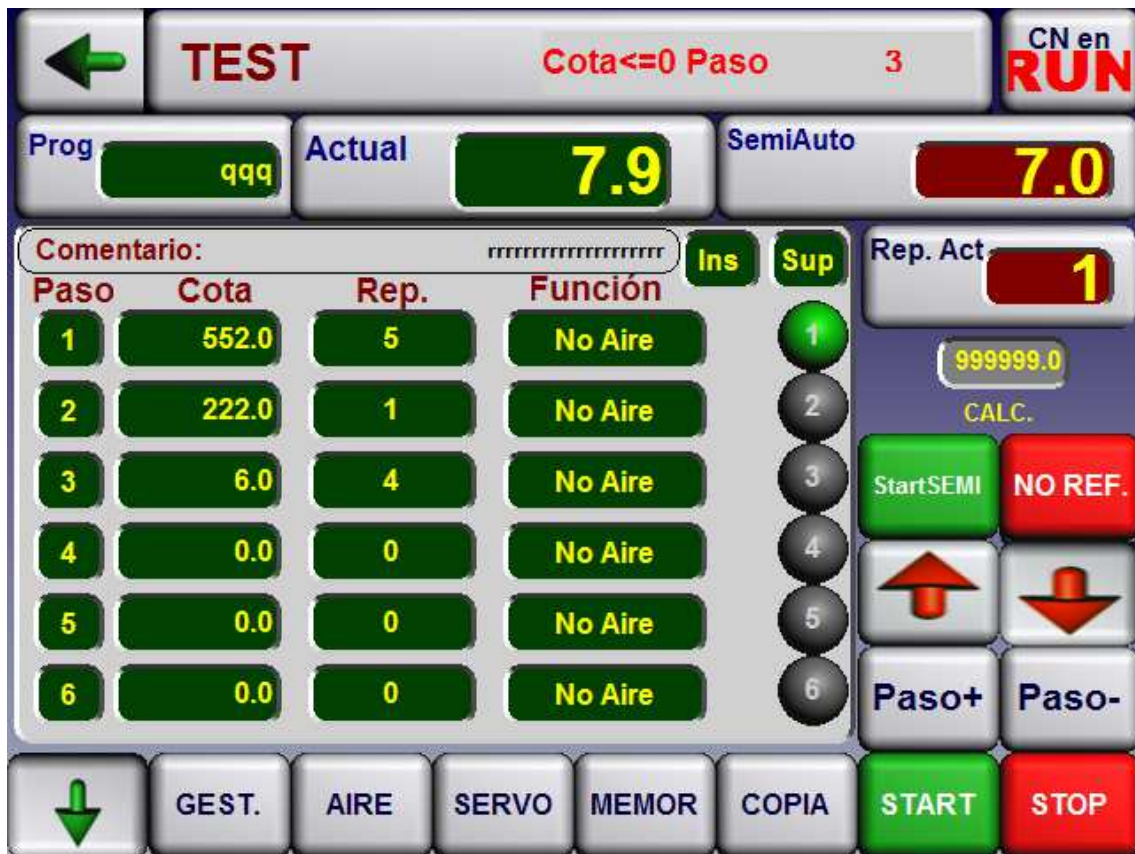 TEST Cota<=0 Paso 3 CN en
RUN
Prog qqq Actual 7.9 SemiAuto 7.0
Comentario: rrrrrrrrrrrrrrrrrrrr Ins Sup Rep. Act 1
Paso Cota Rep. Función
1 552.0 5 No Aire 1
999999.0
CALC.
2 222.0 1 No Aire 2
3 6.0 4 No Aire 3 StartSEMI NO REF.
4 0.0 0 No Aire 4
5 0.0 0 No Aire 5
6 0.0 0 No Aire 6 Paso+ Paso-
GEST. AIRE SERVO MEMOR COPIA START STOP